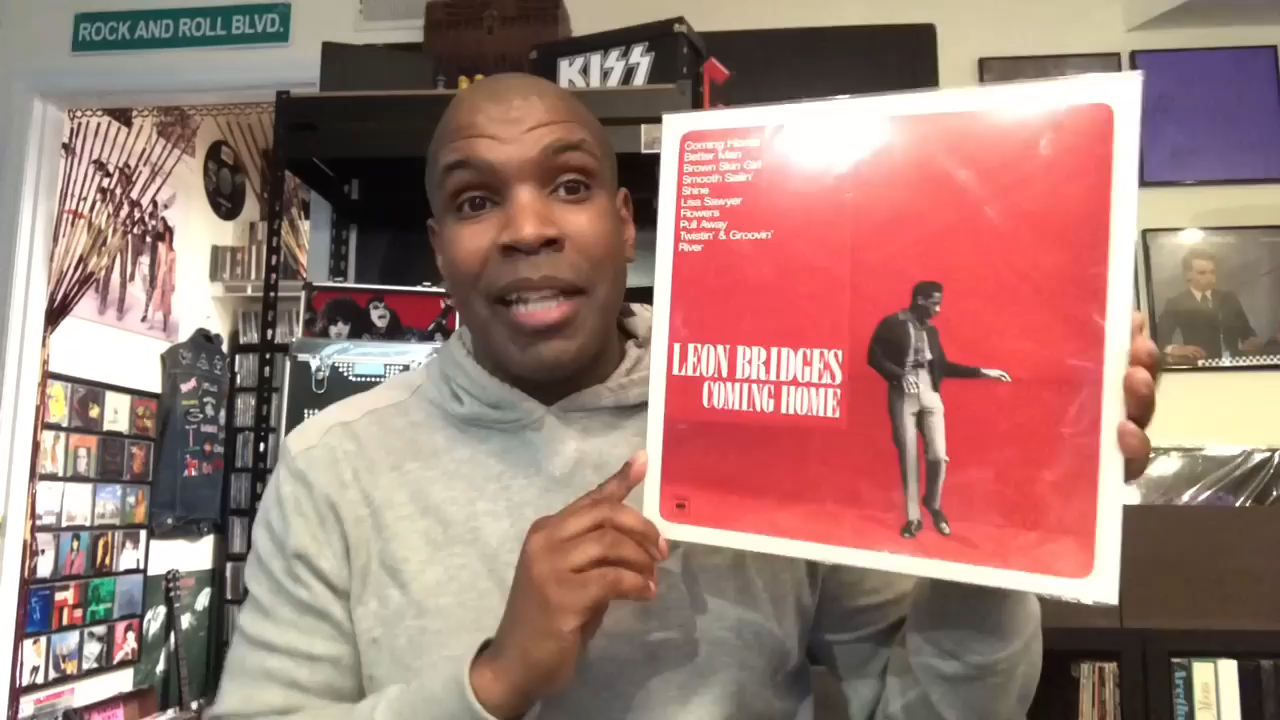 ROCK AND ROLL BLVD.
KISS
Coming Home
Better Man
Brown Skin Girl
Smooth Sailin'
Shine
Lisa Sawyer
Flowers
Pull Away
Twistin' & Groovin'
River
LEON BRIDGES
COMING HOME